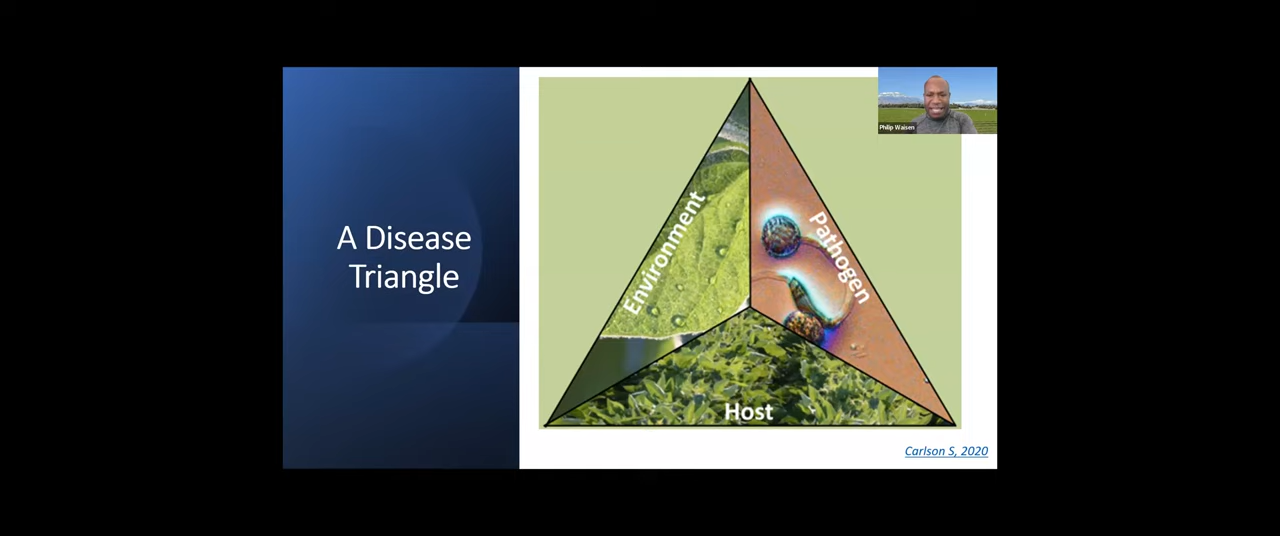 A Disease
Triangle
Environment
Pathogen
Host
Philip Waisen
Carlson S, 2020